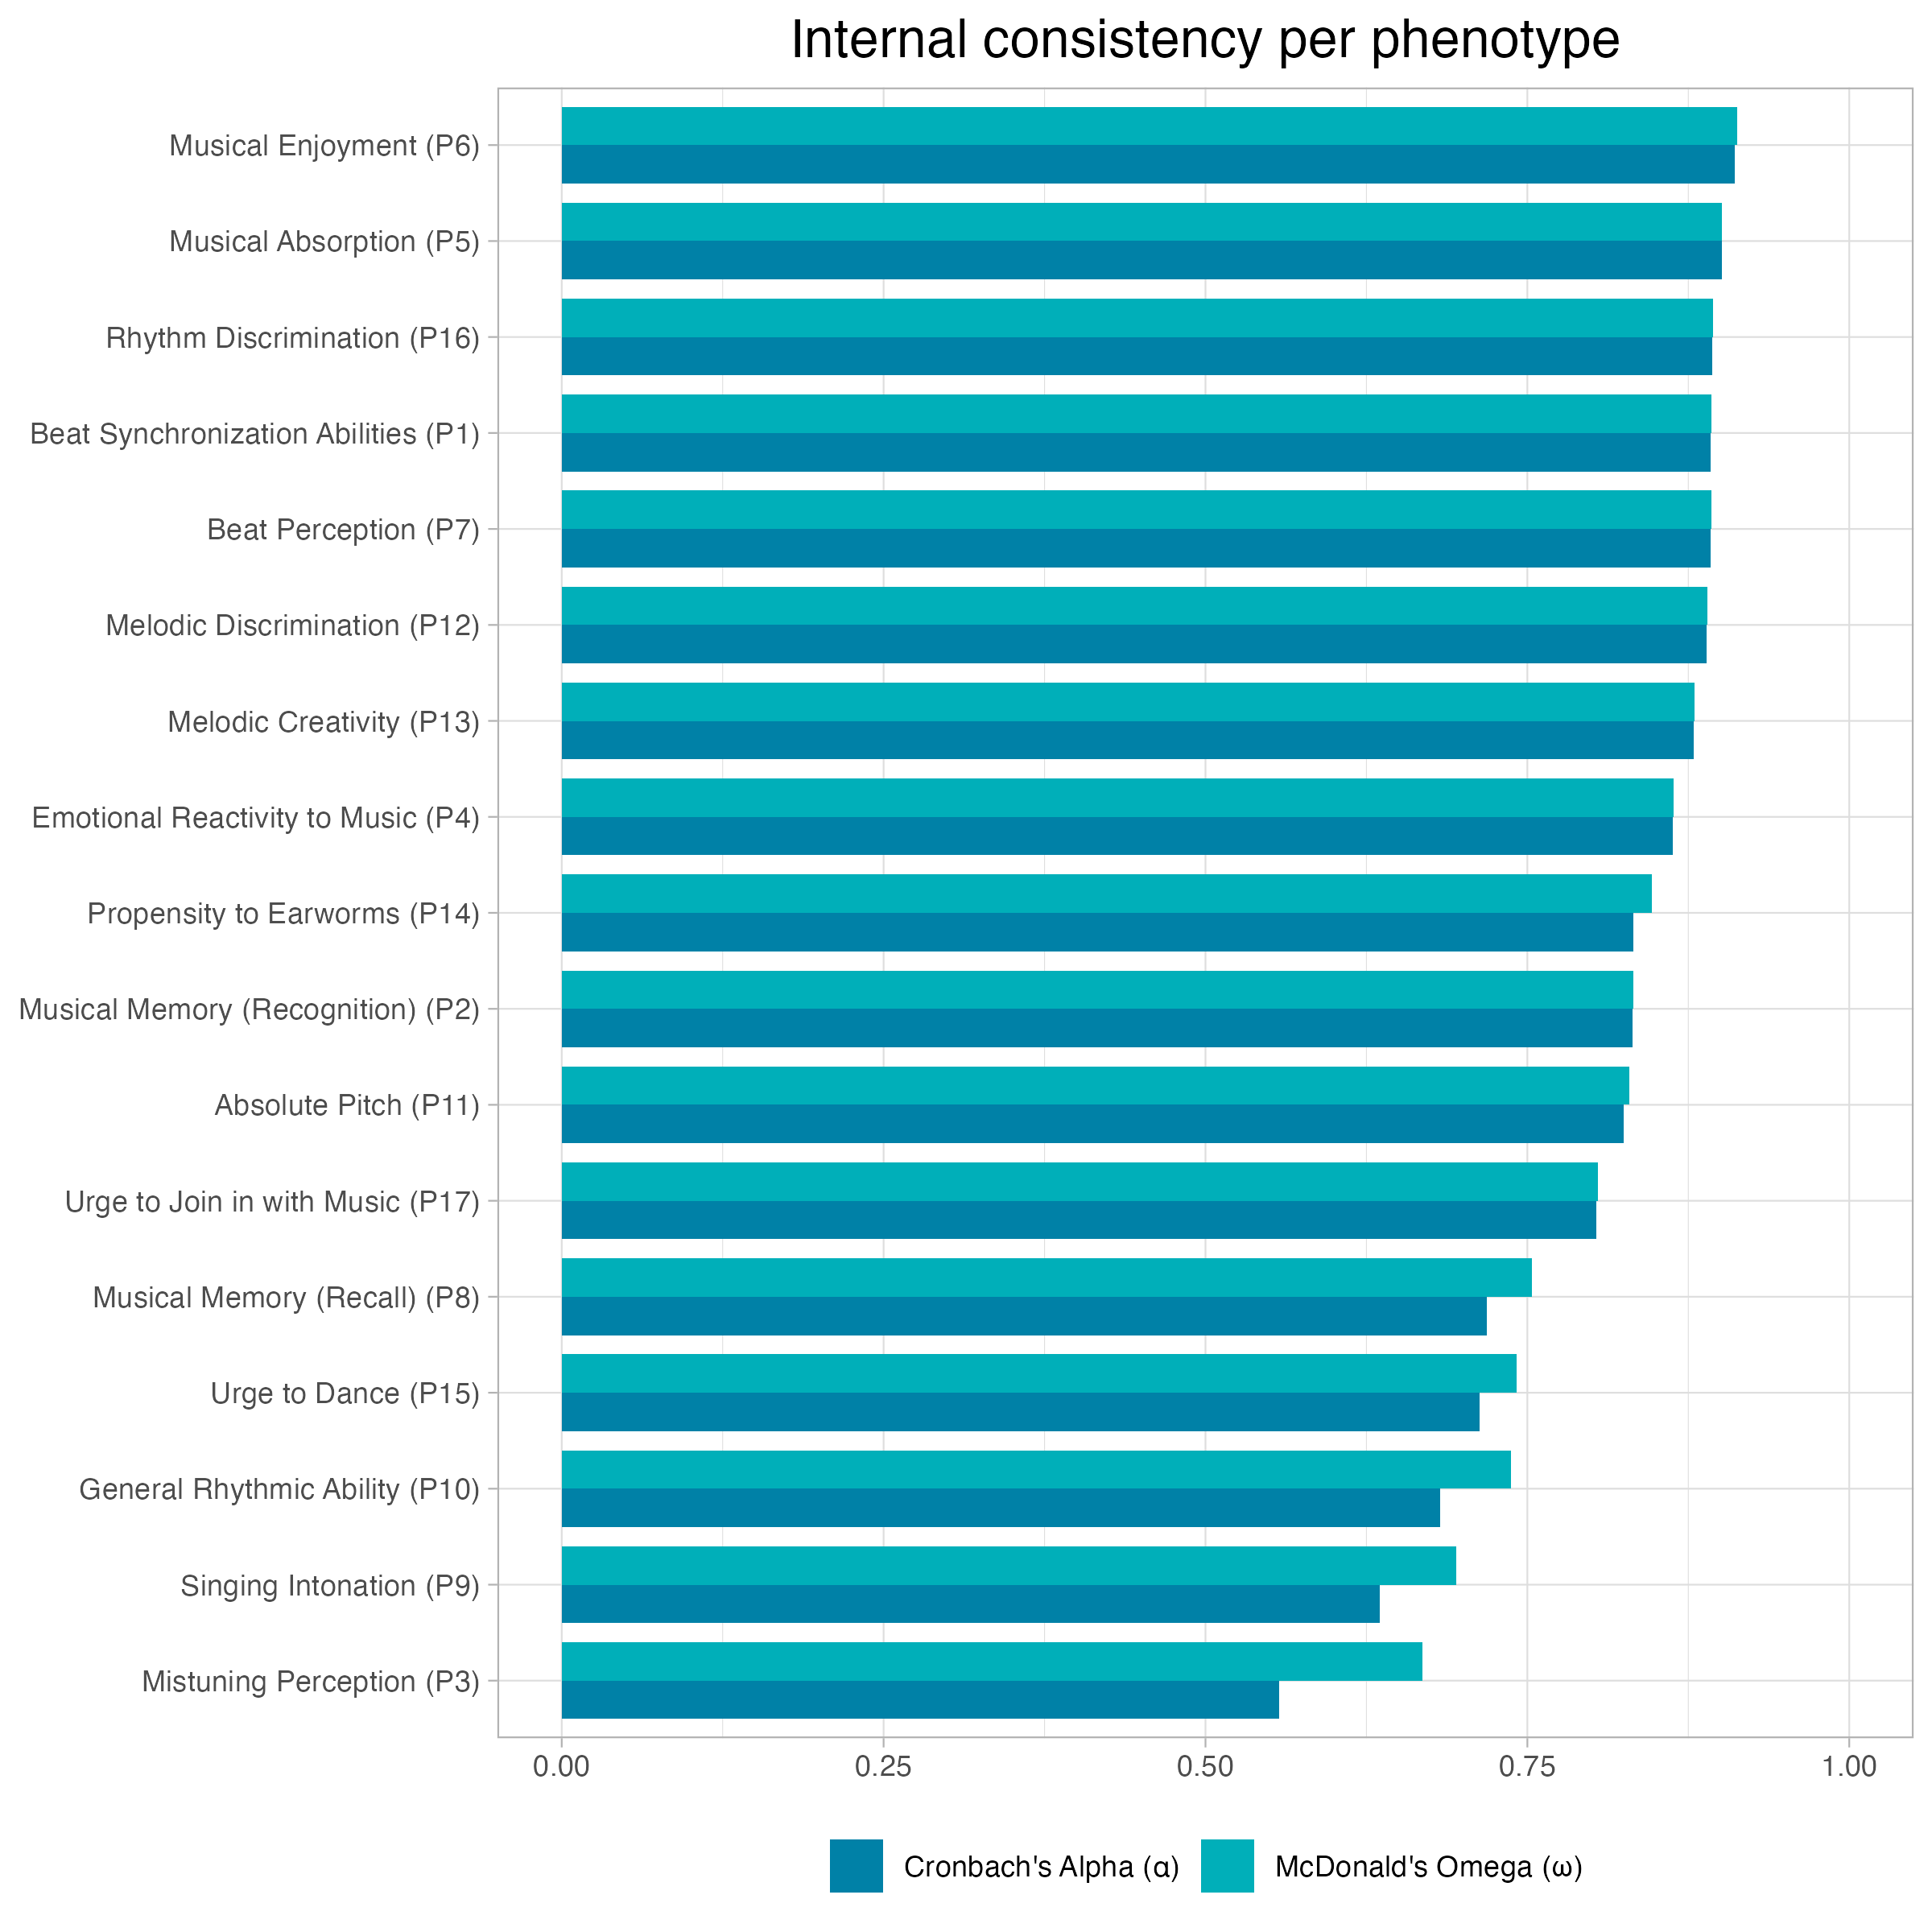 Internal consistency per phenotype
Musical Enjoyment (P6)
Musical Absorption (P5)
Rhythm Discrimination (P16)
Beat Synchronization Abilities (P1)
Beat Perception (P7)
Melodic Discrimination (P12)
Melodic Creativity (P13)
Emotional Reactivity to Music (P4)
Propensity to Earworms (P14)
Musical Memory (Recognition) (P2)
Absolute Pitch (P11)
Urge to Join in with Music (P17)
Musical Memory (Recall) (P8)
Urge to Dance (P15)
General Rhythmic Ability (P10)
Singing Intonation (P9)
Mistuning Perception (P3)
0.00 0.25 0.50 0.75 1.00
Cronbach's Alpha (α) McDonald's Omega (ω)